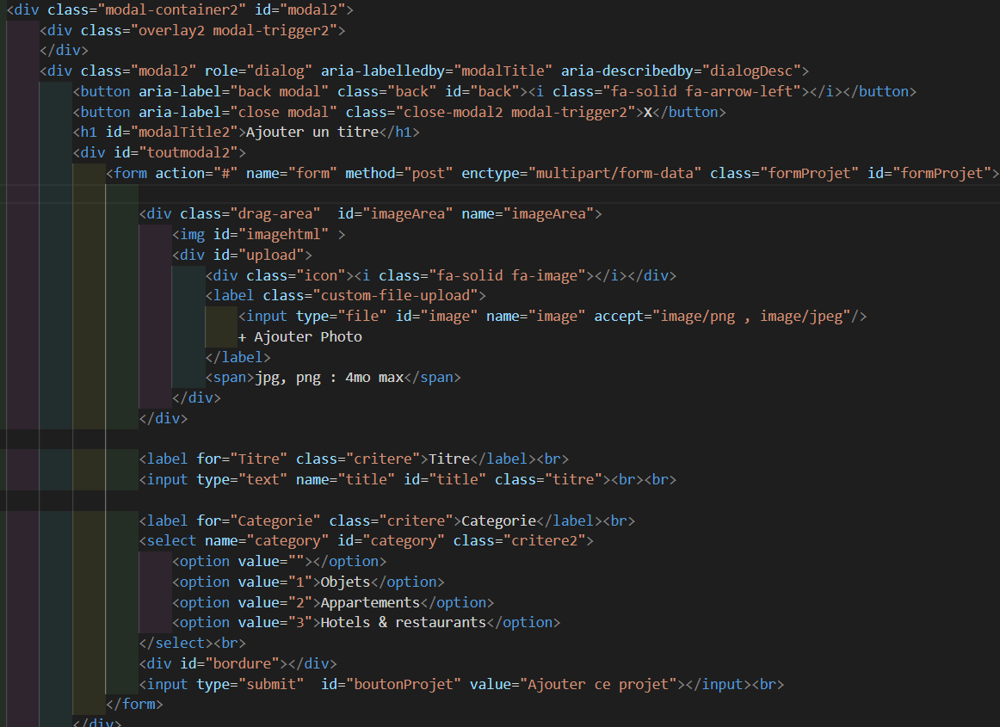 <div class="modal-container2" id="modal2">
<div class="overlay2 modal-trigger2">
</div>
<div class="modal2" role="dialog" aria-labelledby="modalTitle" aria-describedby="dialogDesc">
<button aria-label="back modal" class="back" id="back"><i class="fa-solid fa-arrow-left"></i></button>
<button aria-label="close modal" class="close-modal2 modal-trigger2">X</button>
<h1 id="modalTitle2">Ajouter un titre</h1>
<div id="toutmodal2">
<form action="#" name="form" method="post" enctype="multipart/form-data" class="formProjet" id="formProjet">
<div class="drag-area"  id="imageArea" name="imageArea">
<img id="imagehtml" >
<div id="upload">
<div class="icon"><i class="fa-solid fa-image"></i></div>
<label class="custom-file-upload">
<input type="file" id="image" name="image" accept="image/png , image/jpeg"/>
+ Ajouter Photo
</label>
<span>jpg, png : 4mo max</span>
</div>
</div>
<label for="Titre" class="critere">Titre</label><br>
<input type="text" name="title" id="title" class="titre"><br><br>
<label for="Categorie" class="critere">Categorie</label><br>
<select name="category" id="category" class="critere2">
<option value=""></option>
<option value="1">Objets</option>
<option value="2">Appartements</option>
<option value="3">Hotels & restaurants</option>
</select><br>
<div id="bordure"></div>
<input type="submit"  id="boutonProjet" value="Ajouter ce projet"></input><br>
</form>
</div>